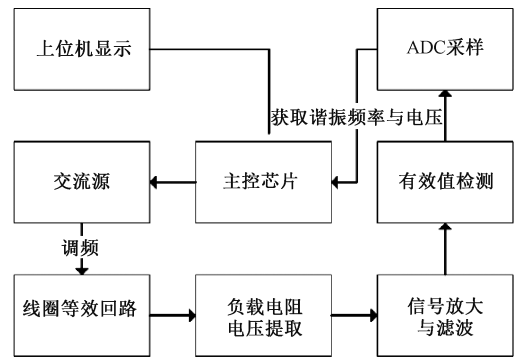 上位机显示
ADC采样
获取谐振频率与电压
交流源
主控芯片
有效值检测
调频
线圈等效回路
负载电阻
电压提取
信号放大
与滤波